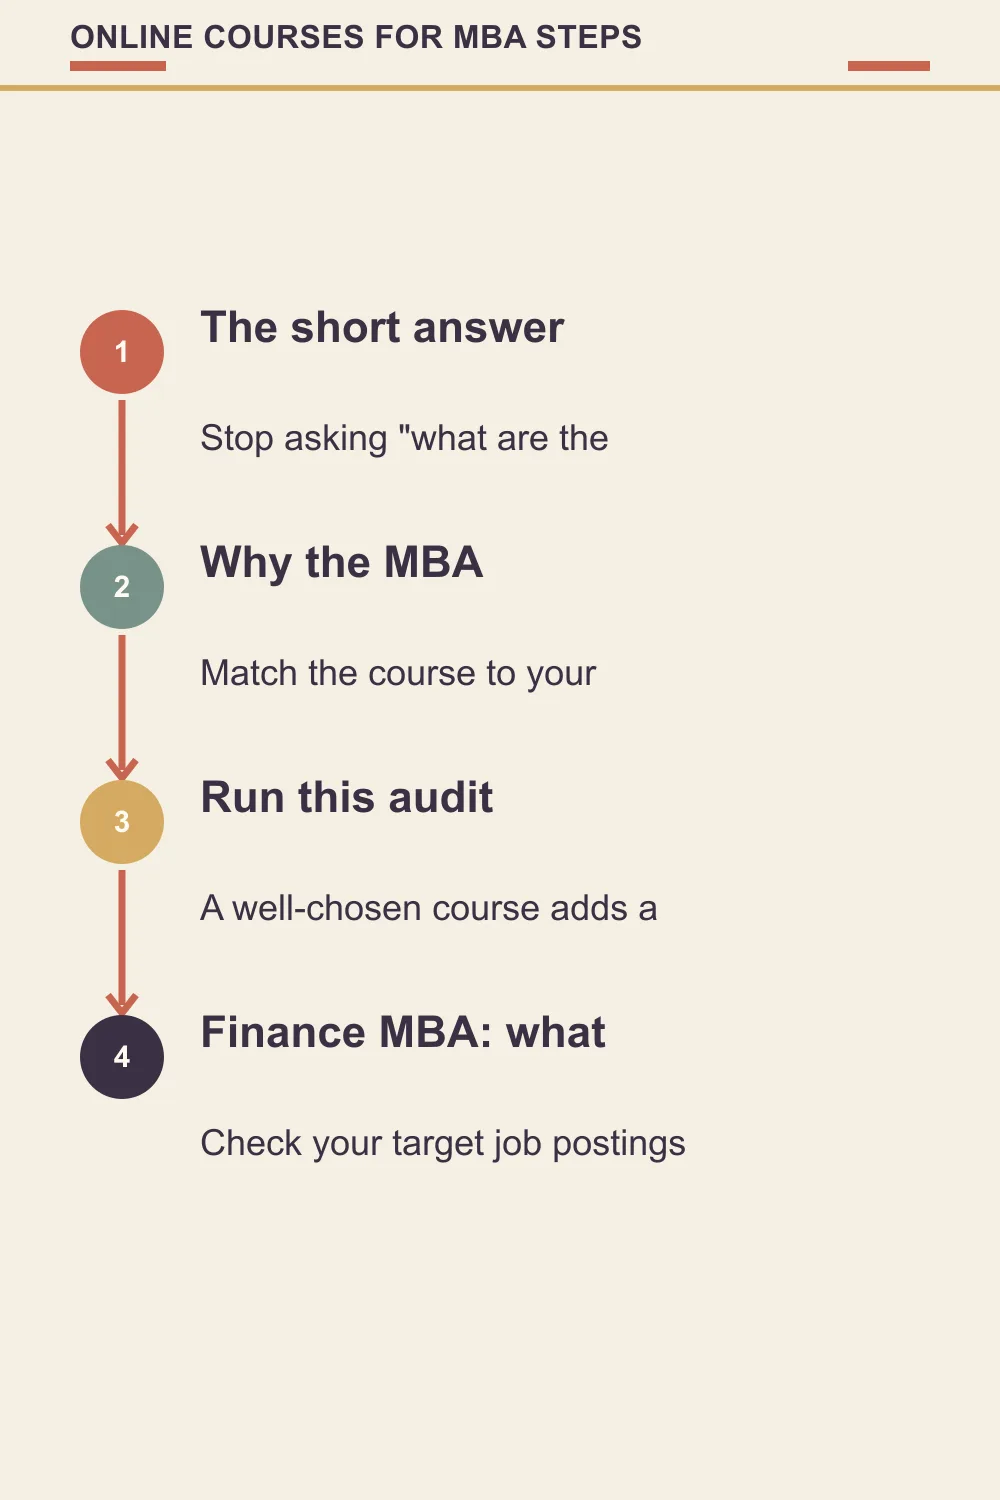 ONLINE COURSES FOR MBA STEPS
1
The short answer
Stop asking "what are the
2
Why the MBA
Match the course to your
3
Run this audit
A well-chosen course adds a
4
Finance MBA: what
Check your target job postings